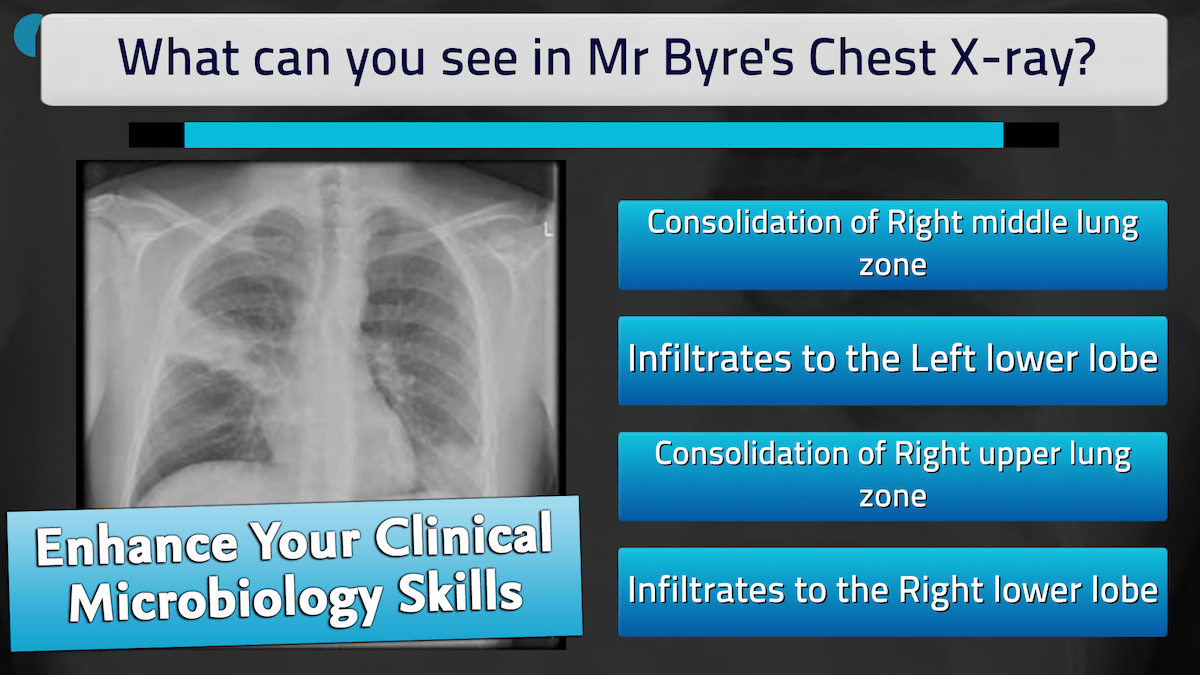 What can you see in Mr Byre's Chest X-ray?
L
Consolidation of Right middle lung
zone
Infiltrates to the Left lower lobe
Consolidation of Right upper lung
zone
Infiltrates to the Right lower lobe
Enhance Your Clinical
Microbiology Skills